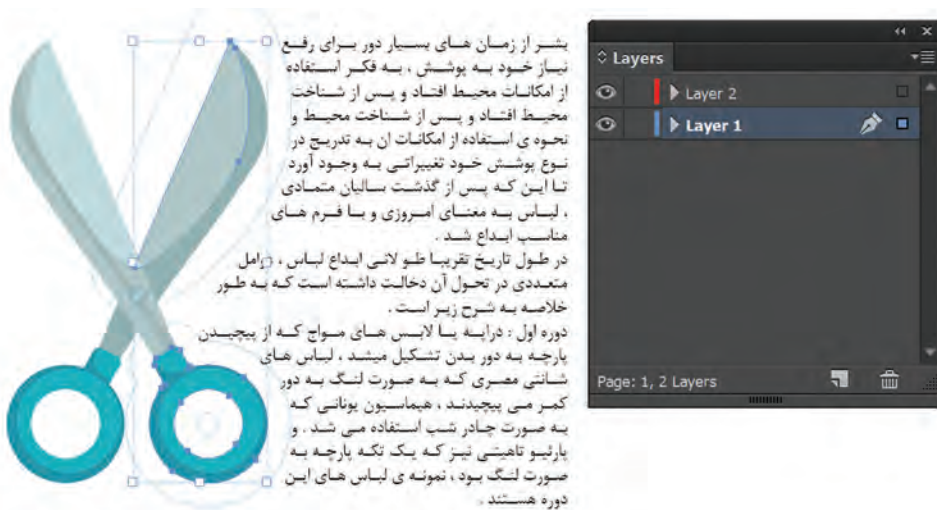 بشر از زمان های بسیار دور برای رفع
نیاز خود به پوشش ، به فکر استفاده
از امکانات محیط افتاد و پس از شناخت
محیط افتاد و پس از شناخت محیط و
نحوه ی استفاده از امکانات ان به تدریج در
نوع پوشش خود تغییراتی به وجود آورد
تا این که پس از گذشت سالیان متمادی
، لباس به معنای امروزی و با فرم های
مناسب ابداع شد .
در طول تاریخ تقریبا طو لانی ابداع لباس ، عوامل
متعددی در تحول آن دخالت داشته است که به طور
خلاصه به شرح زیر است .
دوره اول : درایه یا لابس های مواج که از پیچیدن
پارچه به دور بدن تشکیل میشد ، لباس های
شانتی مصری که به صورت لنگ به دور
کمر می پیچیدند ، هیماسیون یونانی که
به صورت چادر شب استفاده می شد . و
پارئیو تاهیتی نیز که یک تکه پارچه به
صورت لنگ بود ، نمونه ی لباس های این
دوره هستند .
Layers
Layer 2
Layer 1
Page: 1, 2 Layers